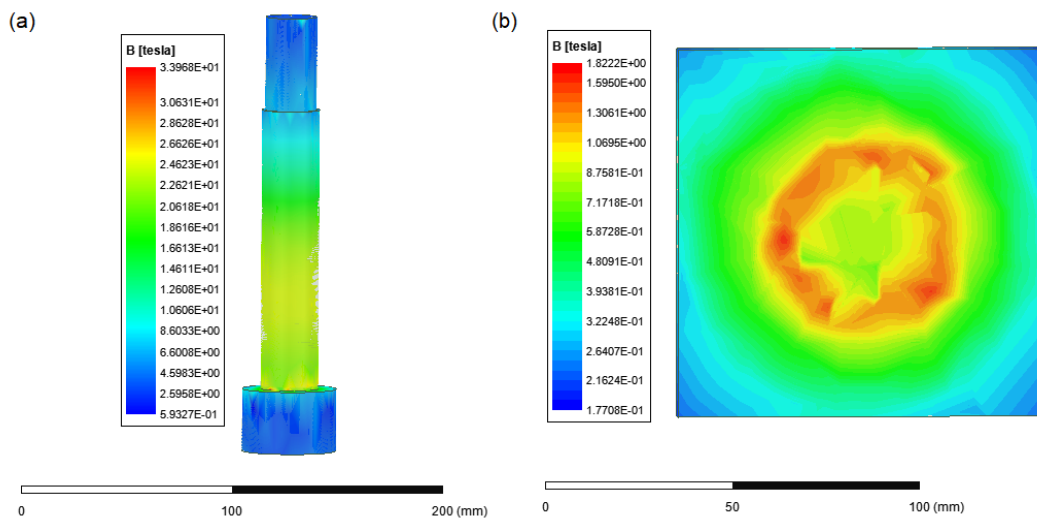 (a)
B [tesla]
3.3968E+01
3.0631E+01
2.8628E+01
2.6626E+01
2.4623E+01
2.2621E+01
2.0618E+01
1.8616E+01
1.6613E+01
1.4611E+01
1.2608E+01
1.0606E+01
8.6033E+00
6.6008E+00
4.5983E+00
2.5958E+00
5.9327E-01
0 100 200 (mm)
(b)
B [tesla]
1.8222E+00
1.5950E+00
1.3061E+00
1.0695E+00
8.7581E-01
7.1718E-01
5.8728E-01
4.8091E-01
3.9381E-01
3.2248E-01
2.6407E-01
2.1624E-01
1.7708E-01
0 50 100 (mm)